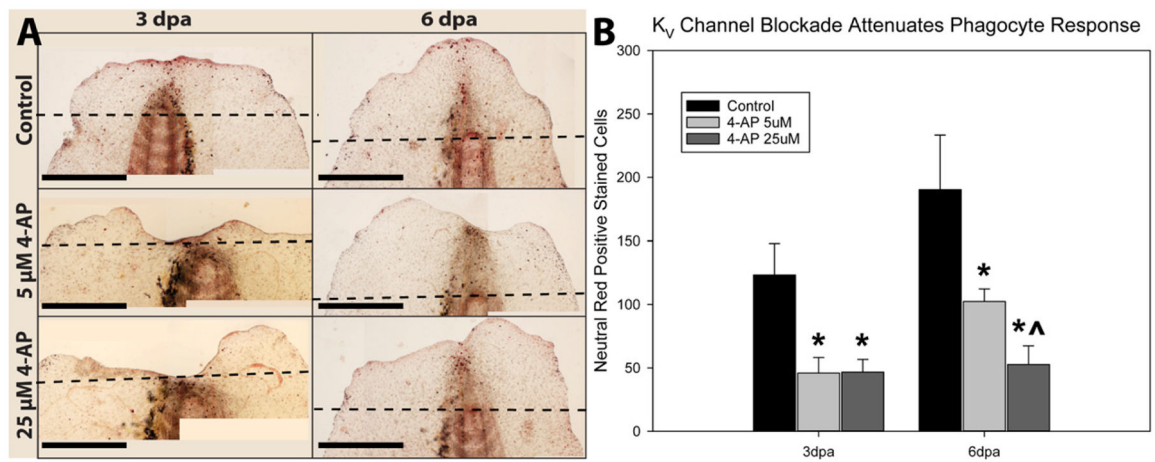 A
3 dpa
6 dpa
Control
5 µM 4-AP
25 µM 4-AP
B
KV Channel Blockade Attenuates Phagocyte Response
Neutral Red Positive Stained Cells
300
250
200
150
100
50
0
Control
4-AP 5uM
4-AP 25uM
*
*
*
*^
3dpa
6dpa